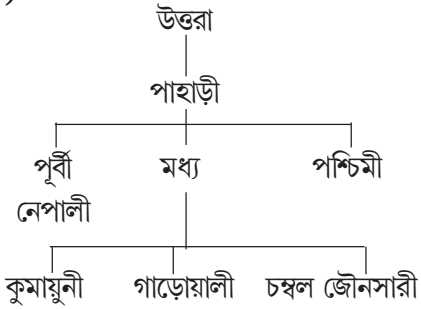 উত্তরা
পাহাড়ী
পূর্বী মধ্য পশ্চিমী
নেপালী
কুমায়ুনী গাড়োয়ালী চম্বল জৌনসারী